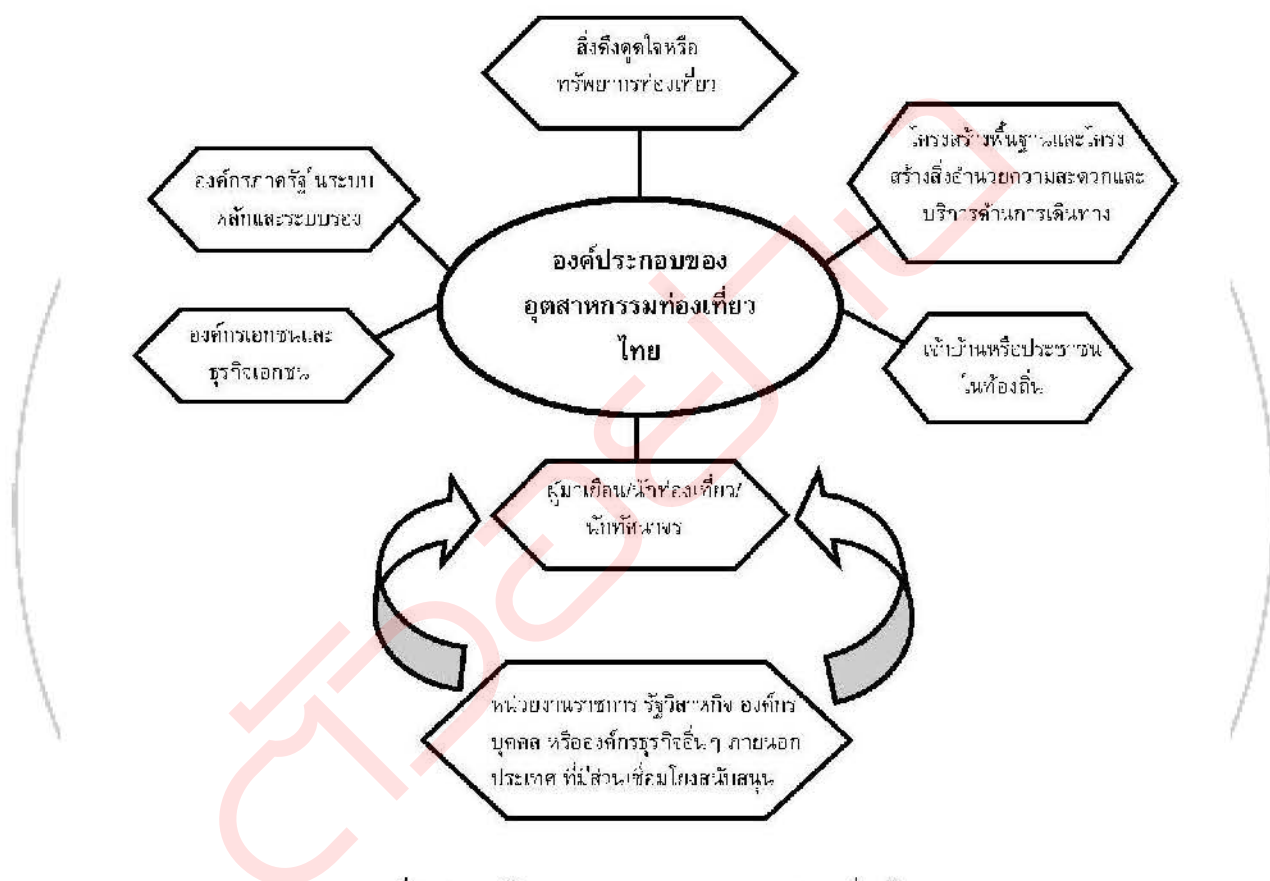 สิ่งดึงดูดใจหรือ
ทรัพยากรท่องเที่ยว
โครงสร้างพื้นฐานและโครง
สร้างสิ่งอำนวยความสะดวกและ
บริการด้านการเดินทาง
องค์กรภาครัฐในระบบ
หลักและระบบรอง
องค์ประกอบของ
อุตสาหกรรมท่องเที่ยว
ไทย
องค์กรเอกชนและ
ธุรกิจเอกชน
เจ้าบ้านหรือประชาชน
ในท้องถิ่น
ผู้มาเยือน/นักท่องเที่ยว/
นักทัศนาจร
หน่วยงานราชการ รัฐวิสาหกิจ องค์กร
บุคคล หรือองค์กรธุรกิจอื่นๆ ภายนอก
ประเทศ ที่มีส่วนเชื่อมโยงสนับสนุน
ตัวอย่าง